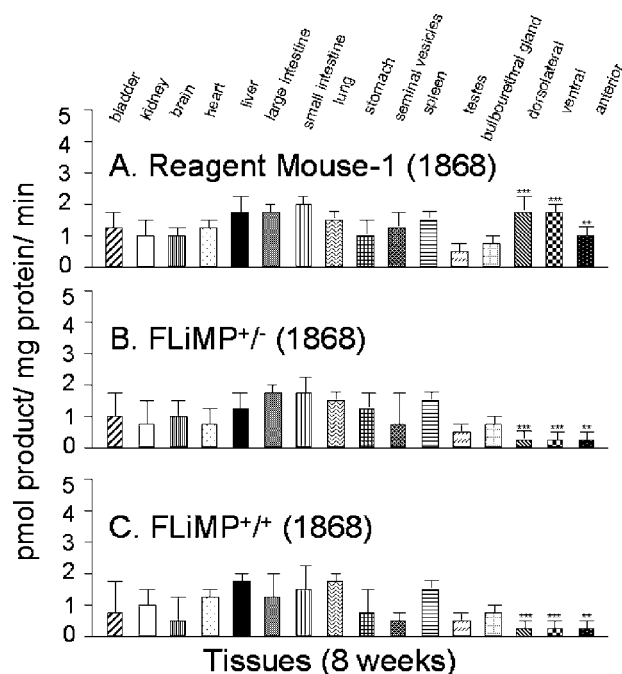 bladder
kidney
brain
heart
liver
large intestine
small intestine
lung
stomach
seminal vesicles
spleen
testes
bulbourethral gland
dorsolateral
ventral
anterior
pmol product/ mg protein/ min
5
4
3
2
1
0
A. Reagent Mouse-1 (1868)
*** *** **
5
4
3
2
1
0
B. FLiMP+/- (1868)
*** *** **
5
4
3
2
1
0
C. FLiMP+/+ (1868)
*** *** **
Tissues (8 weeks)